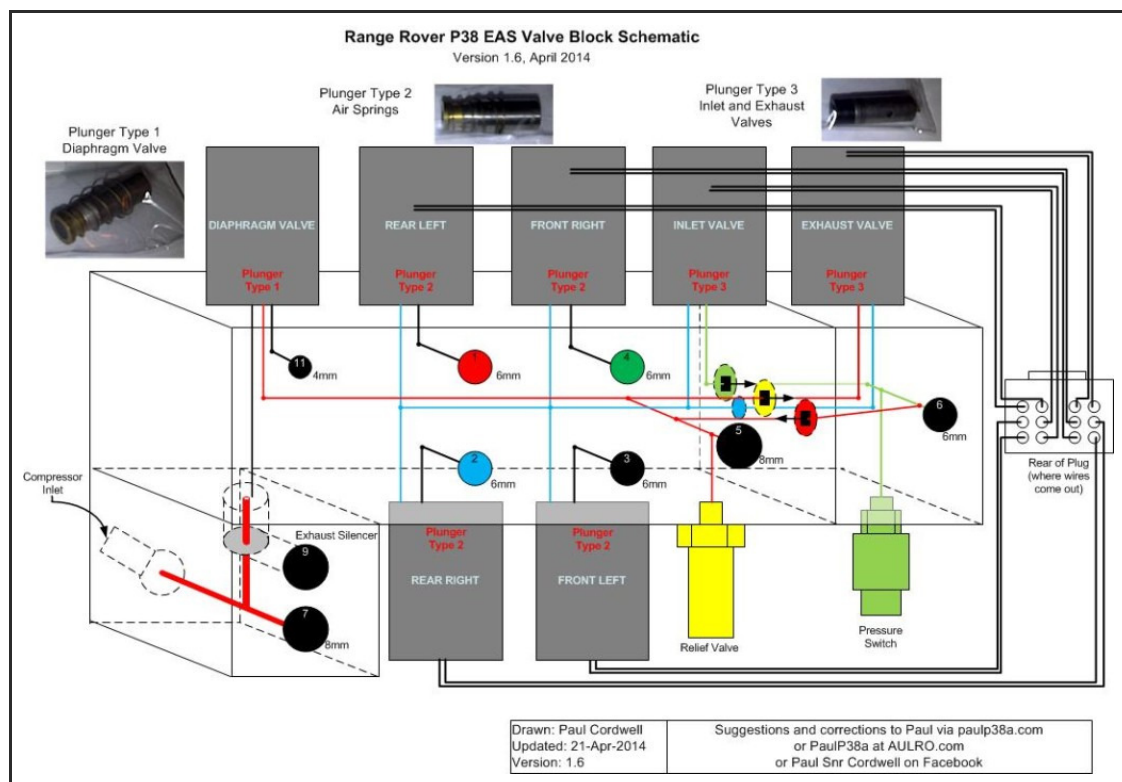 Range Rover P38 EAS Valve Block Schematic
Version 1.6, April 2014
Plunger Type 2
Air Springs
Plunger Type 3
Inlet and Exhaust
Valves
Plunger Type 1
Diaphragm Valve
DIAPHRAGM VALVE
REAR LEFT
FRONT RIGHT
INLET VALVE
EXHAUST VALVE
Plunger
Type 1
Plunger
Type 2
Plunger
Type 2
Plunger
Type 3
Plunger
Type 3
11
4mm
1
6mm
4
6mm
6
6mm
5
8mm
2
6mm
3
6mm
Rear of Plug
(where wires
come out)
Compressor
Inlet
Exhaust Silencer
9
7
8mm
Plunger
Type 2
REAR RIGHT
Plunger
Type 2
FRONT LEFT
Relief Valve
Pressure
Switch
Drawn: Paul Cordwell
Updated: 21-Apr-2014
Version: 1.6
Suggestions and corrections to Paul via paulp38a.com
or PaulP38a at AULRO.com
or Paul Snr Cordwell on Facebook